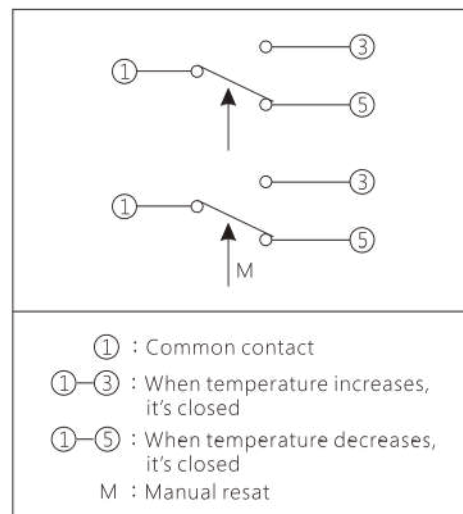 ① ③
⑤
① ③
⑤
M
① : Common contact
①—③ : When temperature increases,
it's closed
①—⑤ : When temperature decreases,
it's closed
M : Manual resat